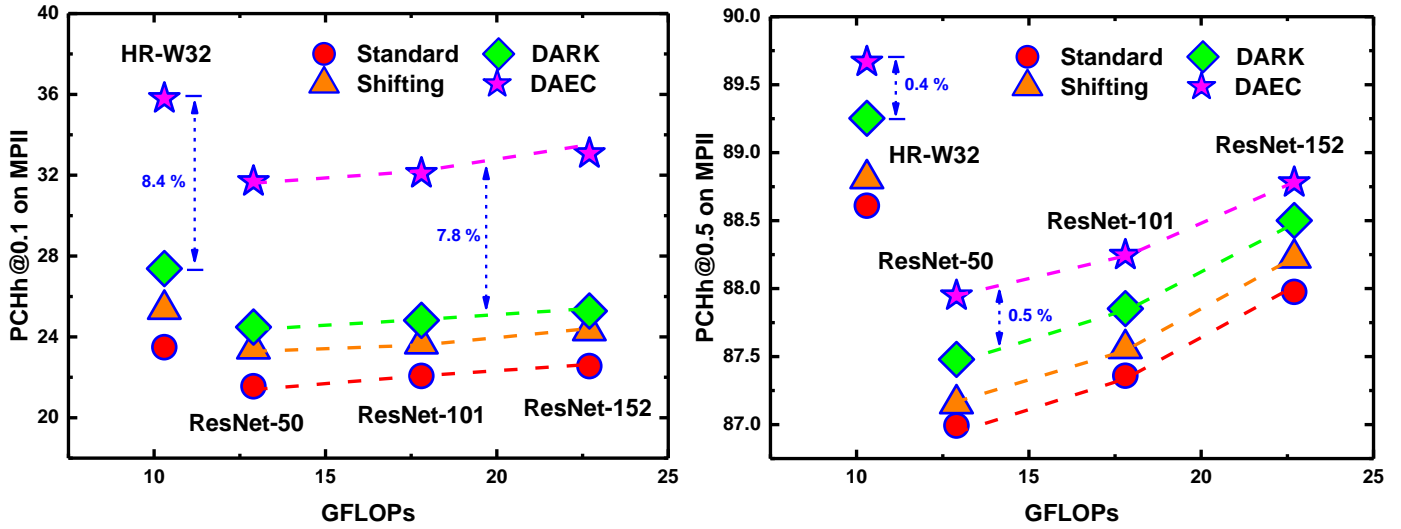 HR-W32
Standard
DARK
Shifting
DAEC
8.4 %
7.8 %
ResNet-50
ResNet-101
ResNet-152
40
36
32
28
24
20
10
15
20
25
GFLOPs
PCHh@0.1 on MPII
Standard
DARK
Shifting
DAEC
0.4 %
HR-W32
ResNet-152
ResNet-101
ResNet-50
0.5 %
90.0
89.5
89.0
88.5
88.0
87.5
87.0
10
15
20
25
GFLOPs
PCHh@0.5 on MPII